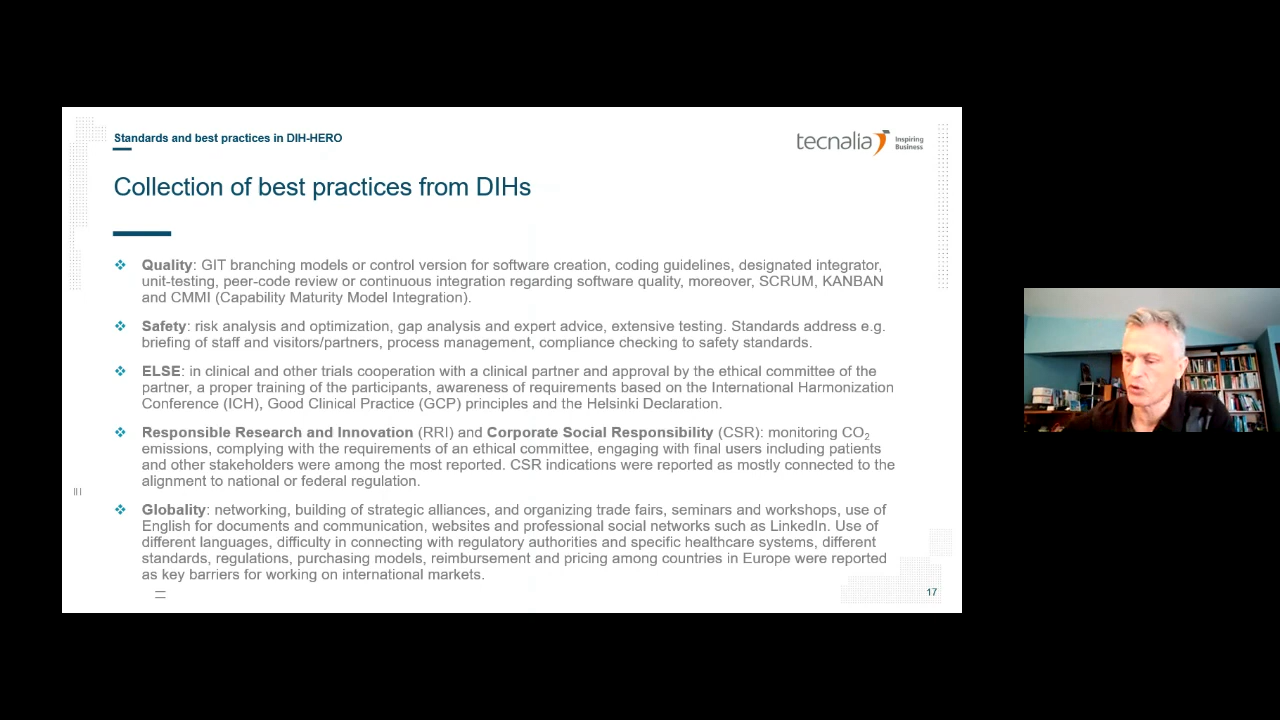 Standards and best practices in DIH-HERO
tecnalia Inspiring Business
Collection of best practices from DIHs
❖ Quality: GIT branching models or control version for software creation, coding guidelines, designated integrator,
unit-testing, peer-code review or continuous integration regarding software quality, moreover, SCRUM, KANBAN
and CMMI (Capability Maturity Model Integration).
❖ Safety: risk analysis and optimization, gap analysis and expert advice, extensive testing. Standards address e.g.
briefing of staff and visitors/partners, process management, compliance checking to safety standards.
❖ ELSE: in clinical and other trials cooperation with a clinical partner and approval by the ethical committee of the
partner, a proper training of the participants, awareness of requirements based on the International Harmonization
Conference (ICH), Good Clinical Practice (GCP) principles and the Helsinki Declaration.
❖ Responsible Research and Innovation (RRI) and Corporate Social Responsibility (CSR): monitoring CO₂
emissions, complying with the requirements of an ethical committee, engaging with final users including patients
and other stakeholders were among the most reported. CSR indications were reported as mostly connected to the
alignment to national or federal regulation.
❖ Globality: networking, building of strategic alliances, and organizing trade fairs, seminars and workshops, use of
English for documents and communication, websites and professional social networks such as LinkedIn. Use of
different languages, difficulty in connecting with regulatory authorities and specific healthcare systems, different
standards, regulations, purchasing models, reimbursement and pricing among countries in Europe were reported
as key barriers for working on international markets.
17